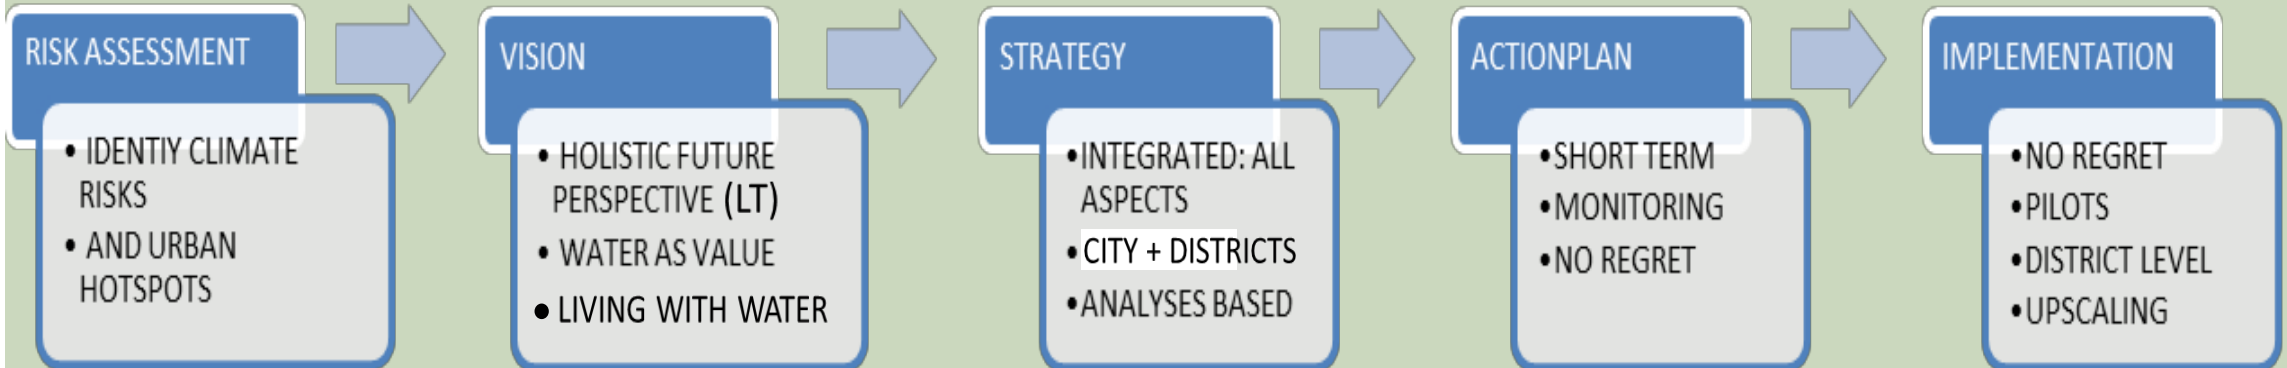 RISK ASSESSMENT
• IDENTIY CLIMATE
RISKS
• AND URBAN
HOTSPOTS
VISION
• HOLISTIC FUTURE
PERSPECTIVE (LT)
• WATER AS VALUE
• LIVING WITH WATER
STRATEGY
•INTEGRATED: ALL
ASPECTS
•CITY + DISTRICTS
•ANALYSES BASED
ACTIONPLAN
•SHORT TERM
•MONITORING
•NO REGRET
IMPLEMENTATION
•NO REGRET
•PILOTS
•DISTRICT LEVEL
•UPSCALING